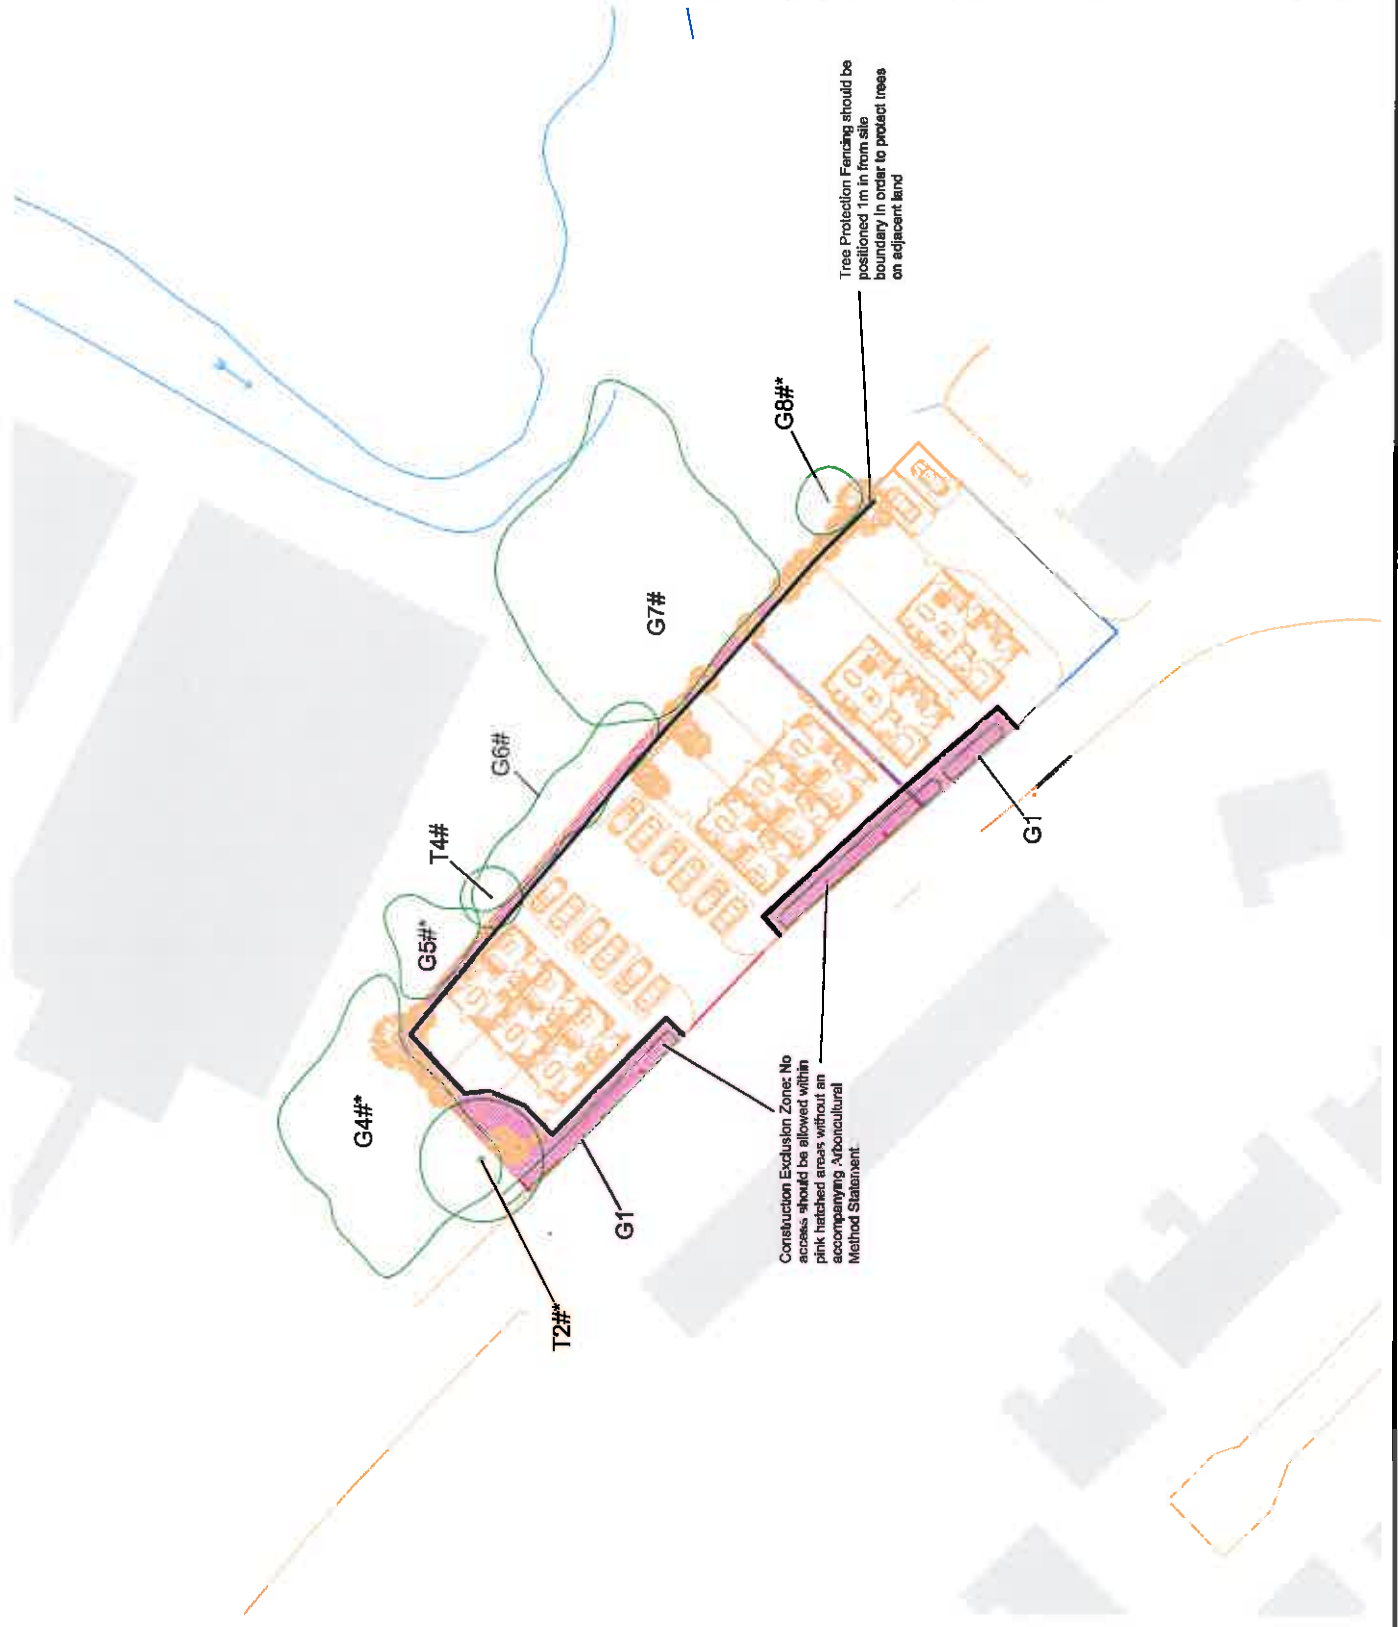 Tree Protection Fencing should be
positioned 1m in from site
boundary in order to protect trees
on adjacent land
G8#*
G7#
G6#
T4#
G5#*
G4#*
G1
G1
T2#*
Construction Exclusion Zone: No
access should be allowed within
pink hatched areas without an
accompanying Arboricultural
Method Statement